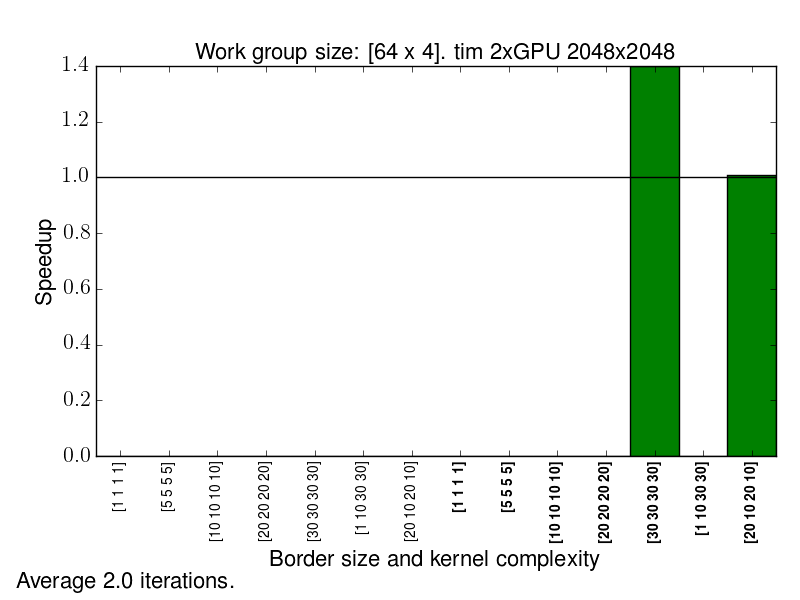 Work group size: [64 x 4]. tim 2xGPU 2048x2048
1.4
1.2
1.0
0.8
0.6
0.4
0.2
0.0
Speedup
[1 1 1 1]
[5 5 5 5]
[10 10 10 10]
[20 20 20 20]
[30 30 30 30]
[1 10 30 30]
[20 10 20 10]
[1 1 1 1]
[5 5 5 5]
[10 10 10 10]
[20 20 20 20]
[30 30 30 30]
[1 10 30 30]
[20 10 20 10]
Border size and kernel complexity
Average 2.0 iterations.